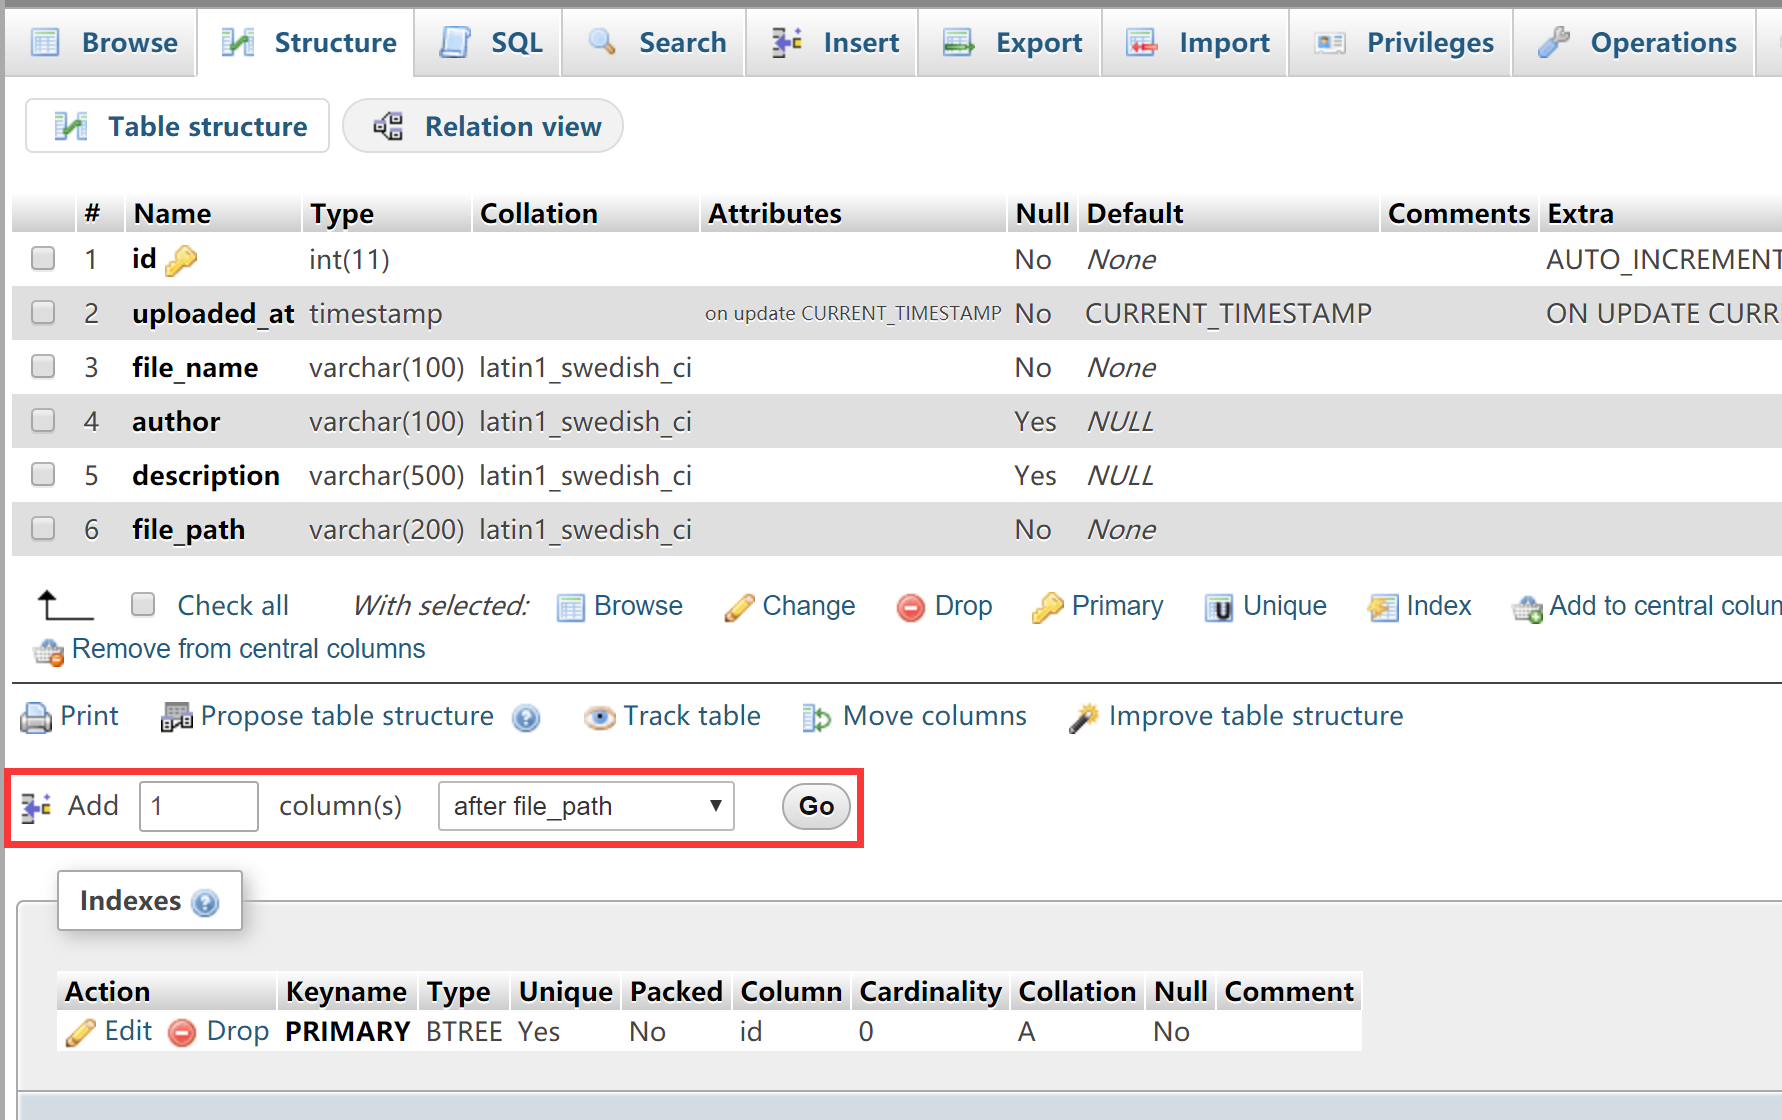 Browse Structure SQL Search Insert Export Import Privileges Operations
Table structure Relation view
# Name Type Collation Attributes Null Default Comments Extra
1 id int(11) No None AUTO_INCREMENT
2 uploaded_at timestamp on update CURRENT_TIMESTAMP No CURRENT_TIMESTAMP ON UPDATE CURR
3 file_name varchar(100) latin1_swedish_ci No None
4 author varchar(100) latin1_swedish_ci Yes NULL
5 description varchar(500) latin1_swedish_ci Yes NULL
6 file_path varchar(200) latin1_swedish_ci No None
Check all With selected: Browse Change Drop Primary Unique Index Add to central colum
Remove from central columns
Print Propose table structure Track table Move columns Improve table structure
Add 1 column(s) after file_path Go
Indexes
Action Keyname Type Unique Packed Column Cardinality Collation Null Comment
Edit Drop PRIMARY BTREE Yes No id 0 A No